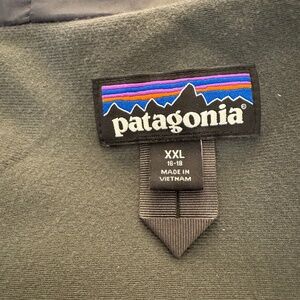 patagonia®
XXL
16-18
MADE IN
VIETNAM